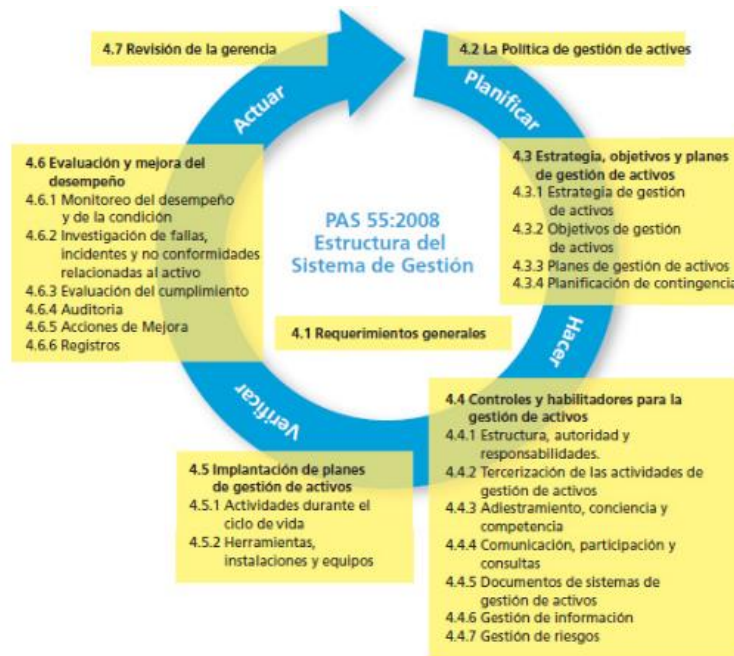 4.7 Revisión de la gerencia
4.2 La Política de gestión de actives
Actuar
Planificar
4.6 Evaluación y mejora del
desempeño
4.6.1 Monitoreo del desempeño
y de la condición
4.6.2 Investigación de fallas,
incidentes y no conformidades
relacionadas al activo
4.6.3 Evaluación del cumplimiento
4.6.4 Auditoria
4.6.5 Acciones de Mejora
4.6.6 Registros
4.3 Estrategia, objetivos y planes
de gestión de activos
4.3.1 Estrategia de gestión
de activos
4.3.2 Objetivos de gestión
de activos
4.3.3 Planes de gestión de activos
4.3.4 Planificación de contingencia
PAS 55:2008
Estructura del
Sistema de Gestión
4.1 Requerimientos generales
Hacer
Verificar
4.4 Controles y habilitadores para la
gestión de activos
4.4.1 Estructura, autoridad y
responsabilidades.
4.4.2 Tercerización de las actividades de
gestión de activos
4.4.3 Adiestramiento, conciencia y
competencia
4.4.4 Comunicación, participación y
consultas
4.4.5 Documentos de sistemas de
gestión de activos
4.4.6 Gestión de información
4.4.7 Gestión de riesgos
4.5 Implantación de planes
de gestión de activos
4.5.1 Actividades durante el
ciclo de vida
4.5.2 Herramientas,
instalaciones y equipos